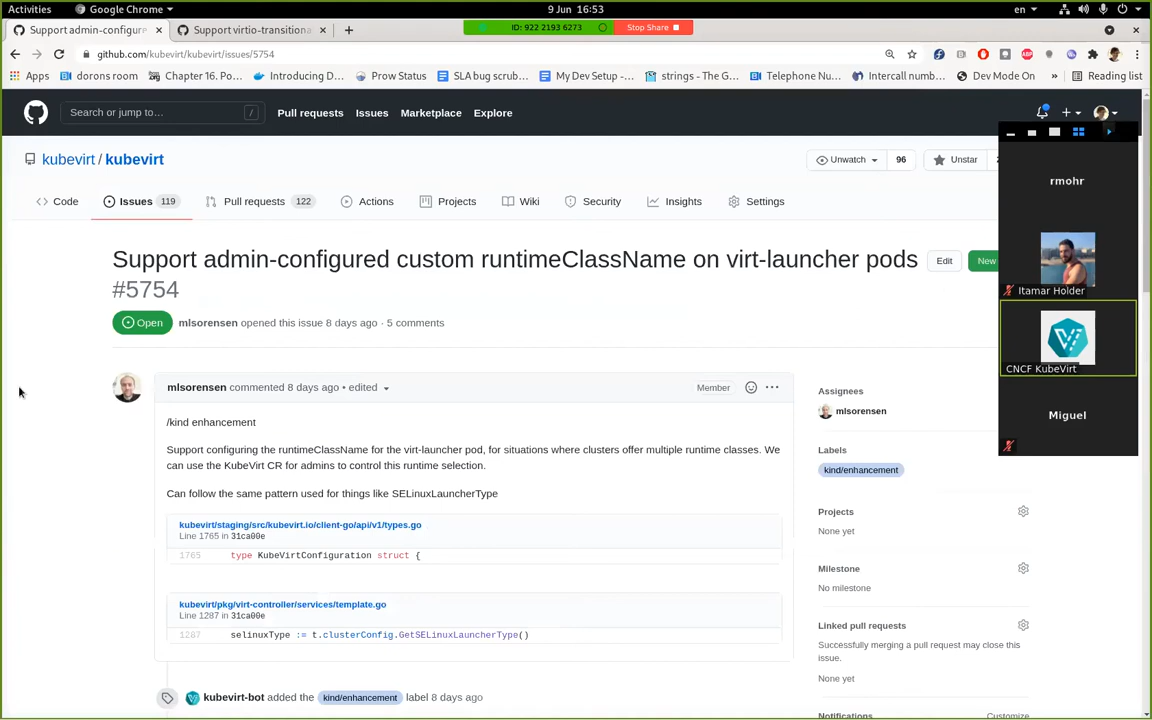 Activities
Google Chrome
9 Jun 16:53
en
Support admin-configur
Support virtio-transitiona
ID: 922 2193 6273
Stop Share
github.com/kubevirt/kubevirt/issues/5754
Apps
dorons room
Chapter 16. Po...
Introducing D...
Prow Status
SLA bug scrub...
My Dev Setup -...
strings - The G...
Telephone Nu...
Intercall numb...
Dev Mode On
»
Reading list
Search or jump to...
/
Pull requests
Issues
Marketplace
Explore
kubevirt / kubevirt
Unwatch
96
Unstar
Code
Issues 119
Pull requests 122
Actions
Projects
Wiki
Security
Insights
Settings
rmohr
Itamar Holder
CNCF KubeVirt
Miguel
Support admin-configured custom runtimeClassName on virt-launcher pods
#5754
Edit
New
Open
mlsorensen opened this issue 8 days ago · 5 comments
mlsorensen commented 8 days ago • edited
Member
/kind enhancement
Support configuring the runtimeClassName for the virt-launcher pod, for situations where clusters offer multiple runtime classes. We
can use the KubeVirt CR for admins to control this runtime selection.
Can follow the same pattern used for things like SELinuxLauncherType
kubevirt/staging/src/kubevirt.io/client-go/api/v1/types.go
Line 1765 in 31ca00e
1765 type KubeVirtConfiguration struct {
kubevirt/pkg/virt-controller/services/template.go
Line 1287 in 31ca00e
1287 selinuxType := t.clusterConfig.GetSELinuxLauncherType()
kubevirt-bot added the kind/enhancement label 8 days ago
Assignees
mlsorensen
Labels
kind/enhancement
Projects
None yet
Milestone
No milestone
Linked pull requests
Successfully merging a pull request may close this
issue.
None yet
Notifications
Customize